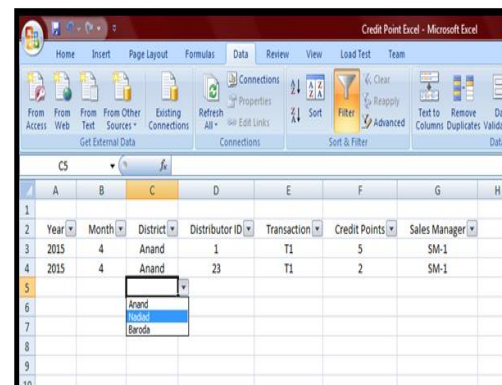 Credit Point Excel - Microsoft Excel
Home Insert Page Layout Formulas Data Review View Load Test Team
From Access From Web From Text From Other Sources Existing Connections Refresh All Connections Properties Edit Links Sort Filter Clear Reapply Advanced Text to Columns Remove Duplicates
Get External Data Connections Sort & Filter
C5 fx
A B C D E F G H
1
2 Year Month District Distributor ID Transaction Credit Points Sales Manager
3 2015 4 Anand 1 T1 5 SM-1
4 2015 4 Anand 23 T1 2 SM-1
5
6 Anand
Nadiad
7 Baroda
8
9
10